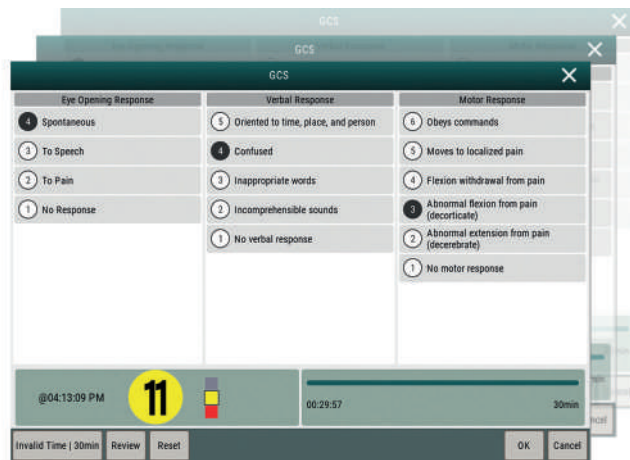 GCS
GCS
GCS
Eye Opening Response
4 Spontaneous
3 To Speech
2 To Pain
1 No Response
Verbal Response
5 Oriented to time, place, and person
4 Confused
3 Inappropriate words
2 Incomprehensible sounds
1 No verbal response
Motor Response
6 Obeys commands
5 Moves to localized pain
4 Flexion withdrawal from pain
3 Abnormal flexion from pain
(decorticate)
2 Abnormal extension from pain
(decerebrate)
1 No motor response
@04:13:09 PM
11
00:29:57
30min
Invalid Time | 30min
Review
Reset
OK
Cancel